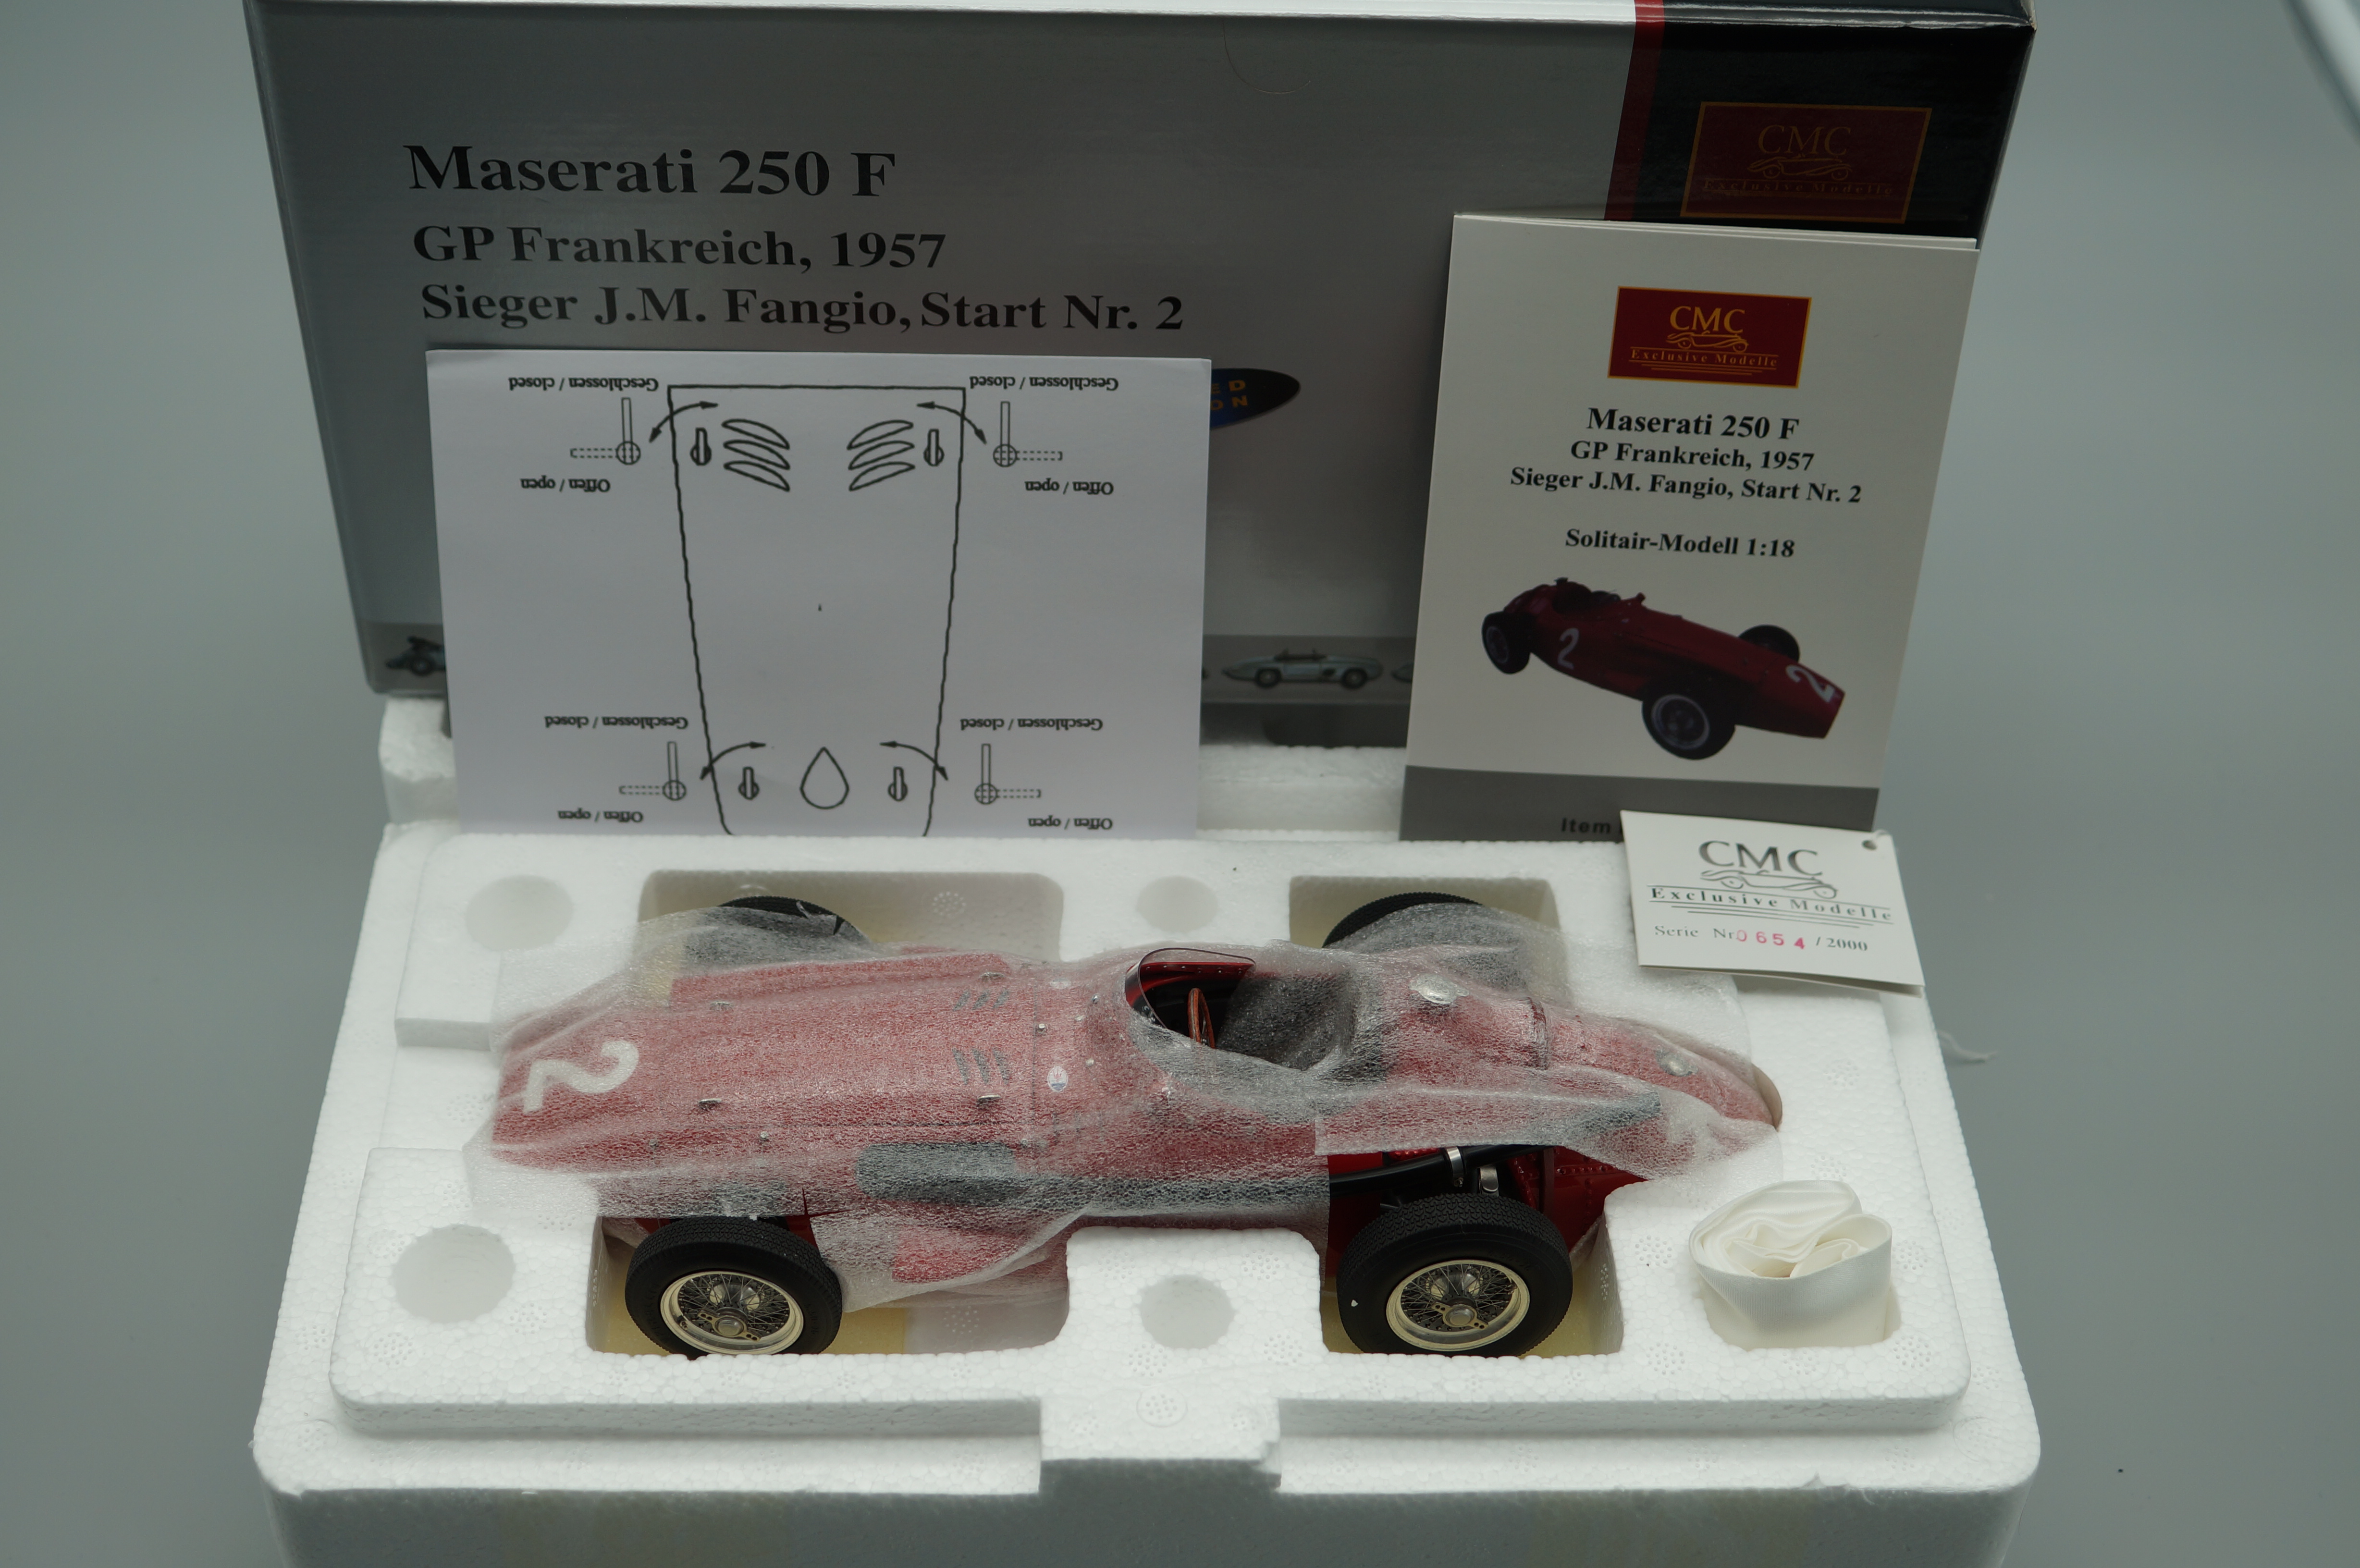 Maserati 250 F
GP Frankreich, 1957
Sieger J.M. Fangio, Start Nr. 2
CMC
Exclusive Modelle
ED
ON
Geschlossen / closed
Geschlossen / closed
Offen / open
Offen / open
Geschlossen / closed
Geschlossen / closed
Offen / open
Offen / open
CMC
Exclusive Modelle
Maserati 250 F
GP Frankreich, 1957
Sieger J.M. Fangio, Start Nr. 2
Solitair-Modell 1:18
2
2
Item
CMC
Exclusive Modelle
Serie Nr 0654 / 2000
2